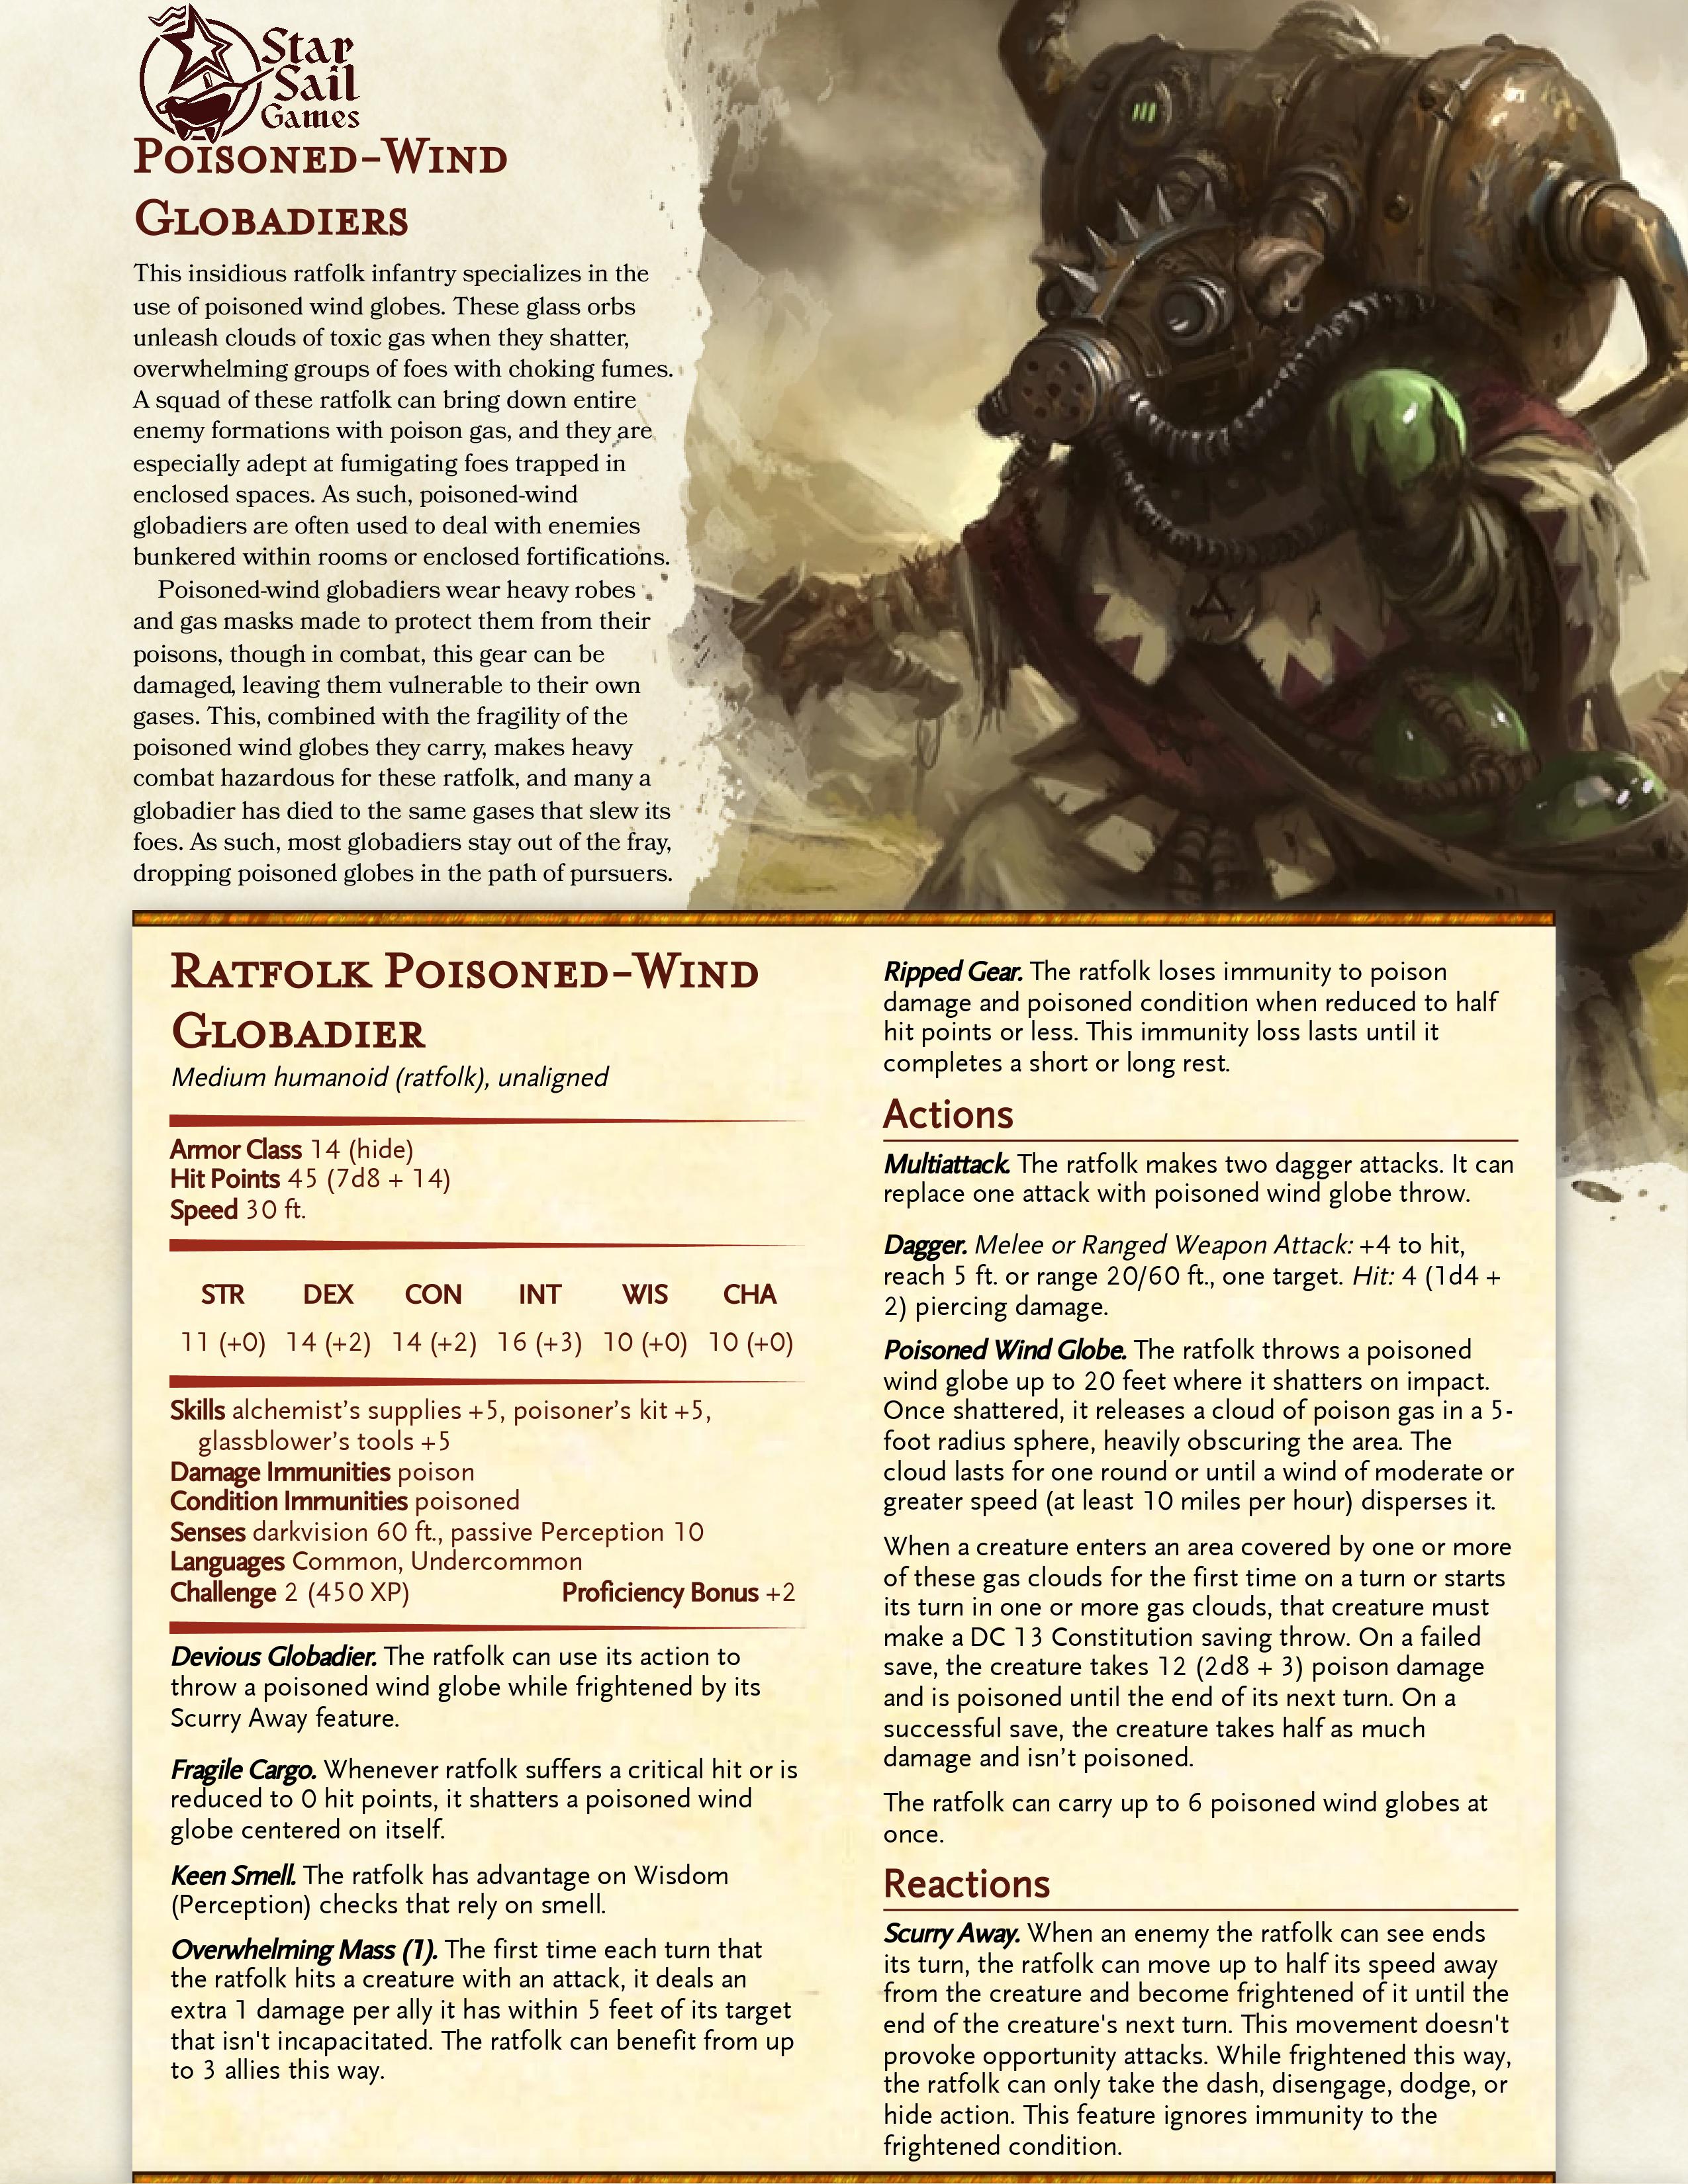 Star
Sail
Games
Poisoned-Wind
Globadiers
This insidious ratfolk infantry specializes in the
use of poisoned wind globes. These glass orbs
unleash clouds of toxic gas when they shatter,
overwhelming groups of foes with choking fumes.
A squad of these ratfolk can bring down entire
enemy formations with poison gas, and they are
especially adept at fumigating foes trapped in
enclosed spaces. As such, poisoned-wind
globadiers are often used to deal with enemies
bunkered within rooms or enclosed fortifications.
Poisoned-wind globadiers wear heavy robes
and gas masks made to protect them from their
poisons, though in combat, this gear can be
damaged, leaving them vulnerable to their own
gases. This, combined with the fragility of the
poisoned wind globes they carry, makes heavy
combat hazardous for these ratfolk, and many a
globadier has died to the same gases that slew its
foes. As such, most globadiers stay out of the fray,
dropping poisoned globes in the path of pursuers.
Ratfolk Poisoned-Wind
Globadier
Medium humanoid (ratfolk), unaligned
Armor Class 14 (hide)
Hit Points 45 (7d8 + 14)
Speed 30 ft.
STR DEX CON INT WIS CHA
11 (+0) 14 (+2) 14 (+2) 16 (+3) 10 (+0) 10 (+0)
Skills alchemist's supplies +5, poisoner's kit +5,
glassblower's tools +5
Damage Immunities poison
Condition Immunities poisoned
Senses darkvision 60 ft., passive Perception 10
Languages Common, Undercommon
Challenge 2 (450 XP) Proficiency Bonus +2
Devious Globadier. The ratfolk can use its action to
throw a poisoned wind globe while frightened by its
Scurry Away feature.
Fragile Cargo. Whenever ratfolk suffers a critical hit or is
reduced to 0 hit points, it shatters a poisoned wind
globe centered on itself.
Keen Smell. The ratfolk has advantage on Wisdom
(Perception) checks that rely on smell.
Overwhelming Mass (1). The first time each turn that
the ratfolk hits a creature with an attack, it deals an
extra 1 damage per ally it has within 5 feet of its target
that isn't incapacitated. The ratfolk can benefit from up
to 3 allies this way.
Ripped Gear. The ratfolk loses immunity to poison
damage and poisoned condition when reduced to half
hit points or less. This immunity loss lasts until it
completes a short or long rest.
Actions
Multiattack. The ratfolk makes two dagger attacks. It can
replace one attack with poisoned wind globe throw.
Dagger. Melee or Ranged Weapon Attack: +4 to hit,
reach 5 ft. or range 20/60 ft., one target. Hit: 4 (1d4 +
2) piercing damage.
Poisoned Wind Globe. The ratfolk throws a poisoned
wind globe up to 20 feet where it shatters on impact.
Once shattered, it releases a cloud of poison gas in a 5-
foot radius sphere, heavily obscuring the area. The
cloud lasts for one round or until a wind of moderate or
greater speed (at least 10 miles per hour) disperses it.
When a creature enters an area covered by one or more
of these gas clouds for the first time on a turn or starts
its turn in one or more gas clouds, that creature must
make a DC 13 Constitution saving throw. On a failed
save, the creature takes 12 (2d8 + 3) poison damage
and is poisoned until the end of its next turn. On a
successful save, the creature takes half as much
damage and isn't poisoned.
The ratfolk can carry up to 6 poisoned wind globes at
once.
Reactions
Scurry Away. When an enemy the ratfolk can see ends
its turn, the ratfolk can move up to half its speed away
from the creature and become frightened of it until the
end of the creature's next turn. This movement doesn't
provoke opportunity attacks. While frightened this way,
the ratfolk can only take the dash, disengage, dodge, or
hide action. This feature ignores immunity to the
frightened condition.